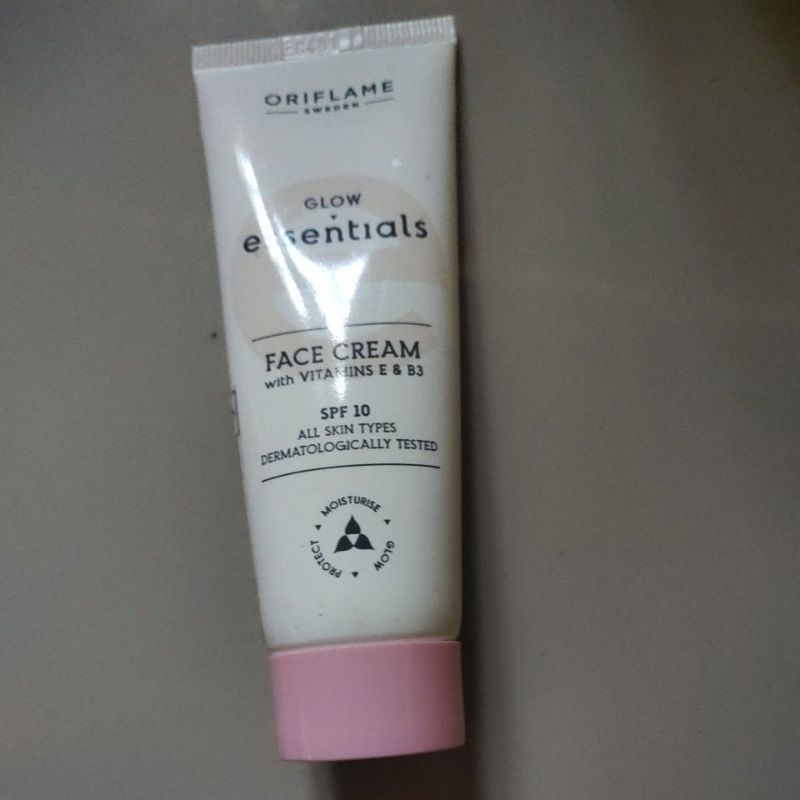 ORIFLAME
SWEDEN
GLOW
essentials
FACE CREAM
with VITAMINS E & B3
SPF 10
ALL SKIN TYPES
DERMATOLOGICALLY TESTED
MOISTURISE
GLOW
PROTECT